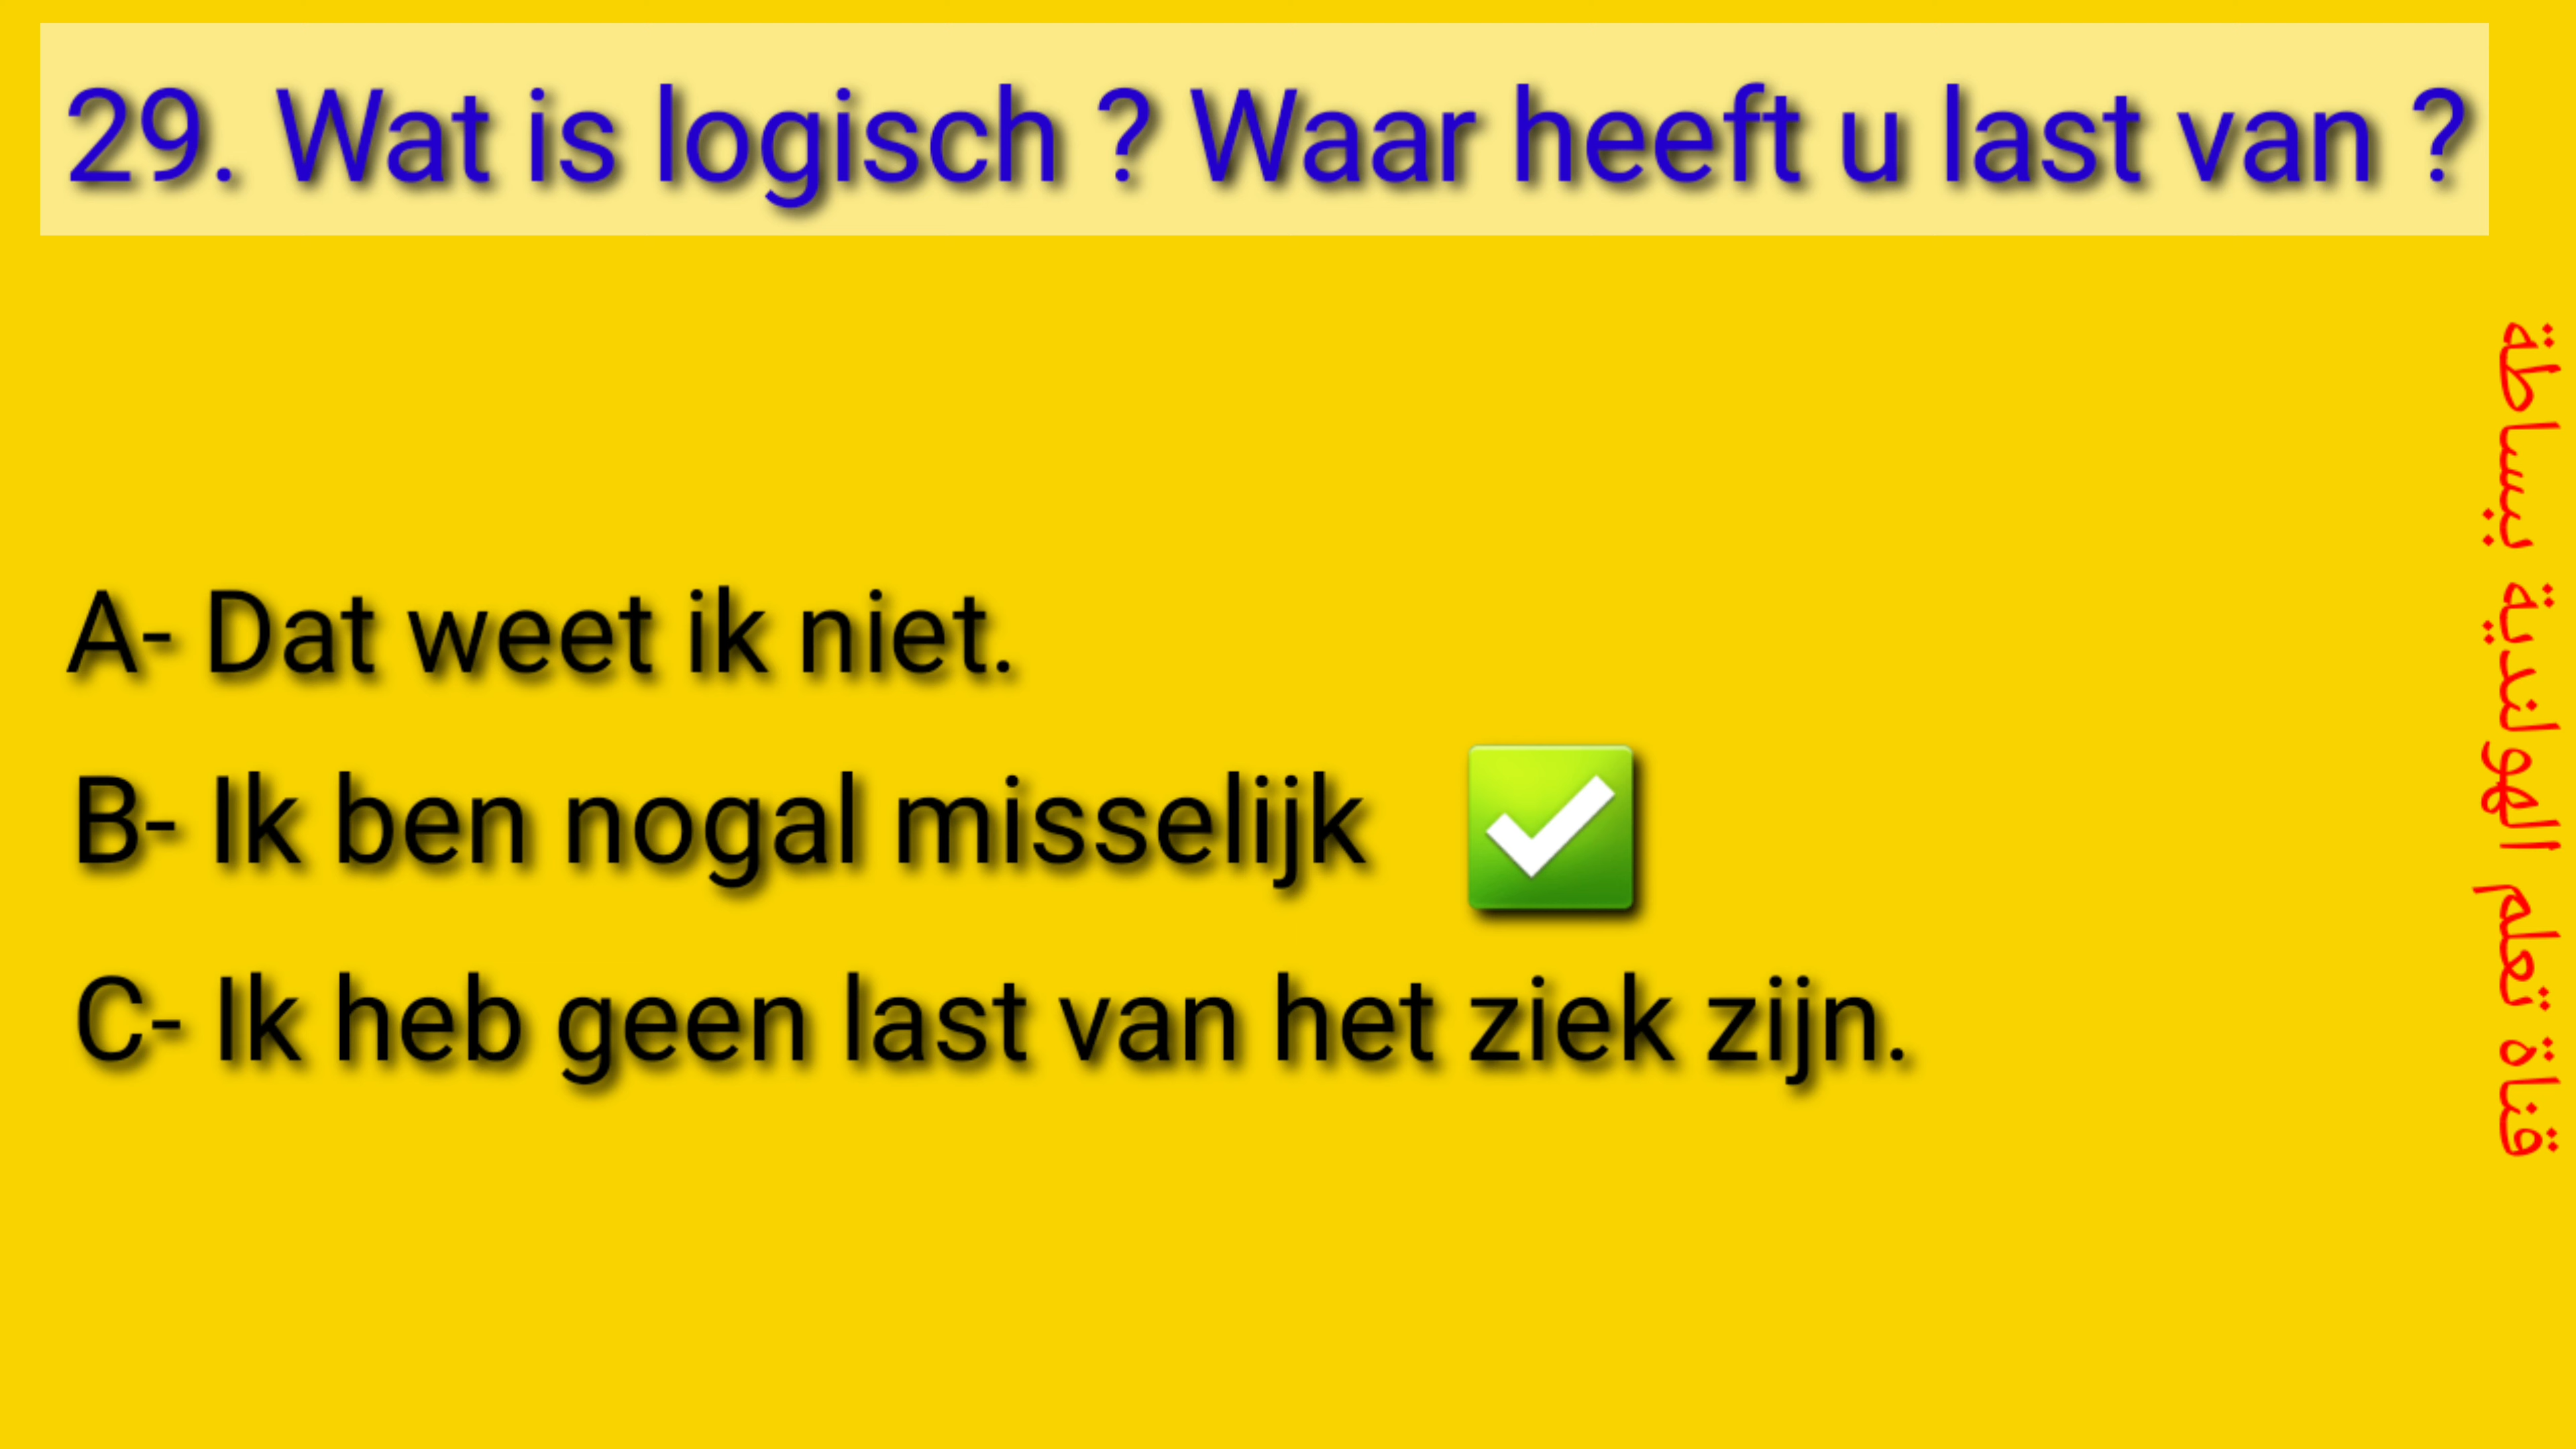 29. Wat is logisch ? Waar heeft u last van ?
A- Dat weet ik niet.
B- Ik ben nogal misselijk
C- Ik heb geen last van het ziek zijn.
قناة تعلم الهولندية ببساطة